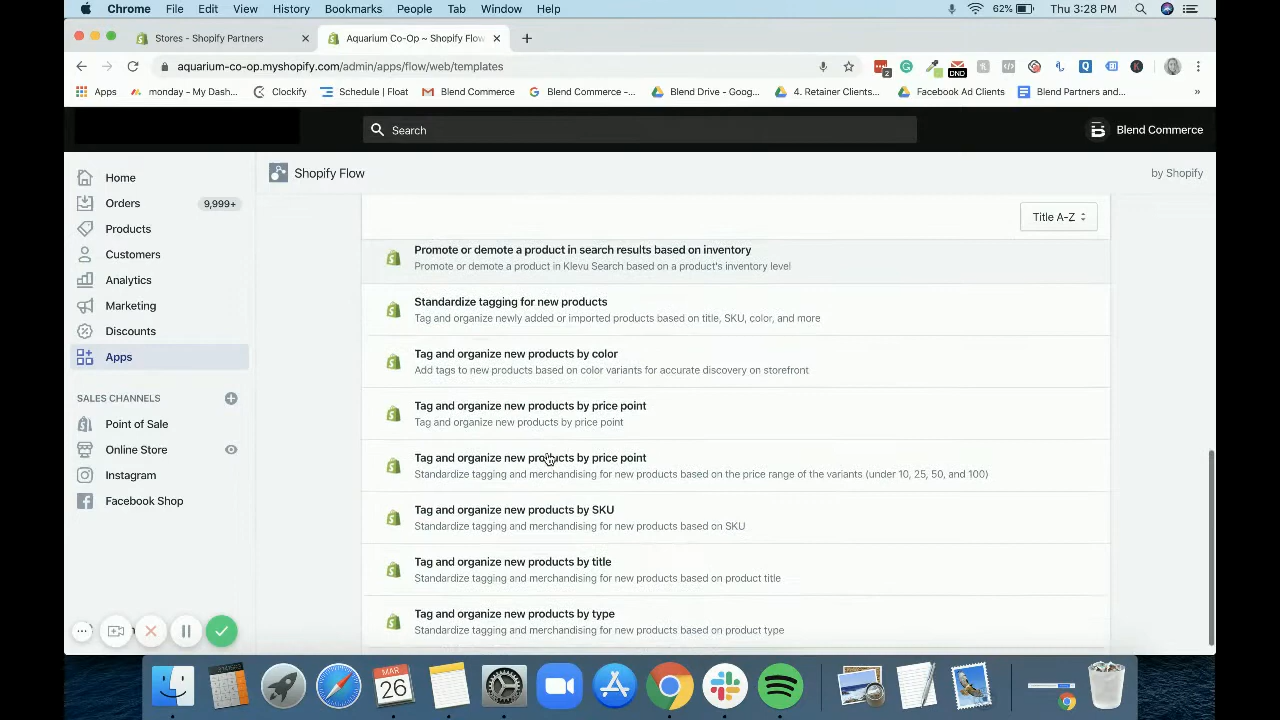 Chrome File Edit View History Bookmarks People Tab Window Help 62% Thu 3:28 PM
Stores - Shopify Partners Aquarium Co-Op ~ Shopify Flow
aquarium-co-op.myshopify.com/admin/apps/flow/web/templates 2 DND
Apps monday - My Dash... Clockify Schedule | Float Blend Commerce... Blend Commerce -... Blend Drive - Goog... 4. Retainer Clients... Facebook Ad Clients Blend Partners and... »
Search Blend Commerce
Home
Orders 9,999+
Products
Customers
Analytics
Marketing
Discounts
Apps
SALES CHANNELS
Point of Sale
Online Store
Instagram
Facebook Shop
Shopify Flow by Shopify
Title A-Z
Promote or demote a product in search results based on inventory
Promote or demote a product in Klevu Search based on a product's inventory level
Standardize tagging for new products
Tag and organize newly added or imported products based on title, SKU, color, and more
Tag and organize new products by color
Add tags to new products based on color variants for accurate discovery on storefront
Tag and organize new products by price point
Tag and organize new products by price point
Tag and organize new products by price point
Standardize tagging and merchandising for new products based on the price range of the variants (under 10, 25, 50, and 100)
Tag and organize new products by SKU
Standardize tagging and merchandising for new products based on SKU
Tag and organize new products by title
Standardize tagging and merchandising for new products based on product title
Tag and organize new products by type
Standardize tagging and merchandising for new products based on product type
MAR
26